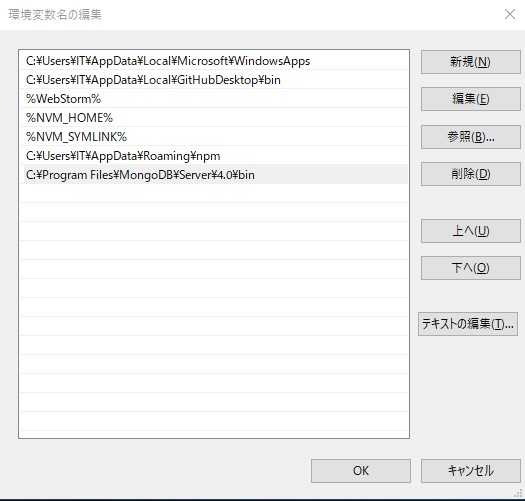 環境変数名の編集
C:¥Users¥IT¥AppData¥Local¥Microsoft¥WindowsApps
C:¥Users¥IT¥AppData¥Local¥GitHubDesktop¥bin
%WebStorm%
%NVM_HOME%
%NVM_SYMLINK%
C:¥Users¥IT¥AppData¥Roaming¥npm
C:¥Program Files¥MongoDB¥Server¥4.0¥bin
新規(N)
編集(E)
参照(B)...
削除(D)
上へ(U)
下へ(O)
テキストの編集(T)...
OK
キャンセル